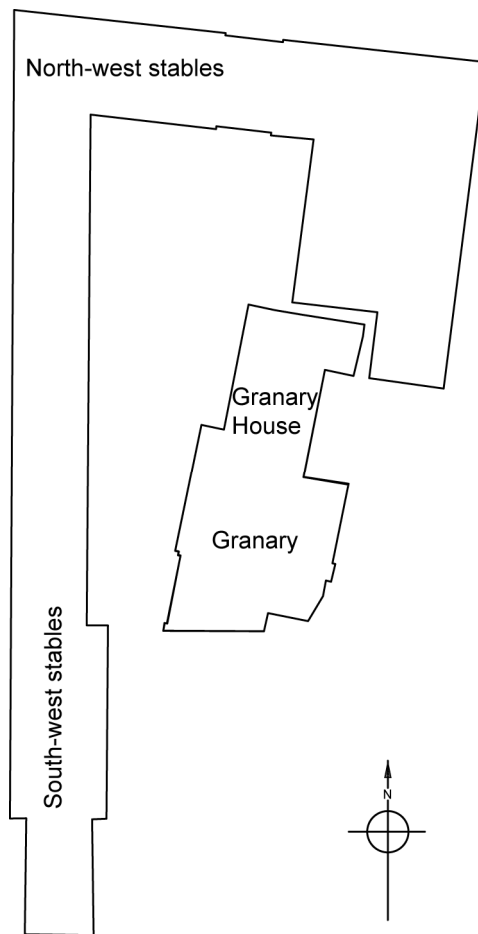 North-west stables
Granary
House
Granary
South-west stables
N